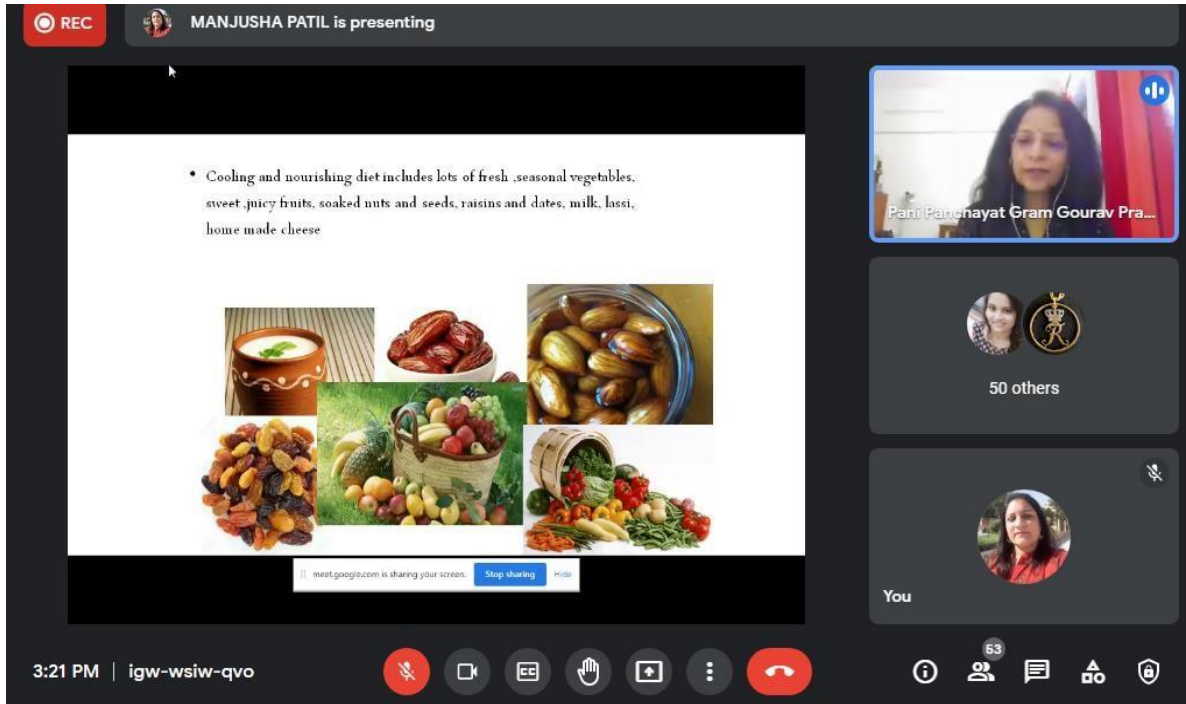 REC
MANJUSHA PATIL is presenting
• Cooling and nourishing diet includes lots of fresh ,seasonal vegetables,
sweet ,juicy fruits, soaked nuts and seeds, raisins and dates, milk, lassi,
home made cheese
Pani Panchayat Gram Gourav Pra...
50 others
You
meet.google.com is sharing your screen. Stop sharing Hide
3:21 PM | igw-wsiw-qvo
CC
53